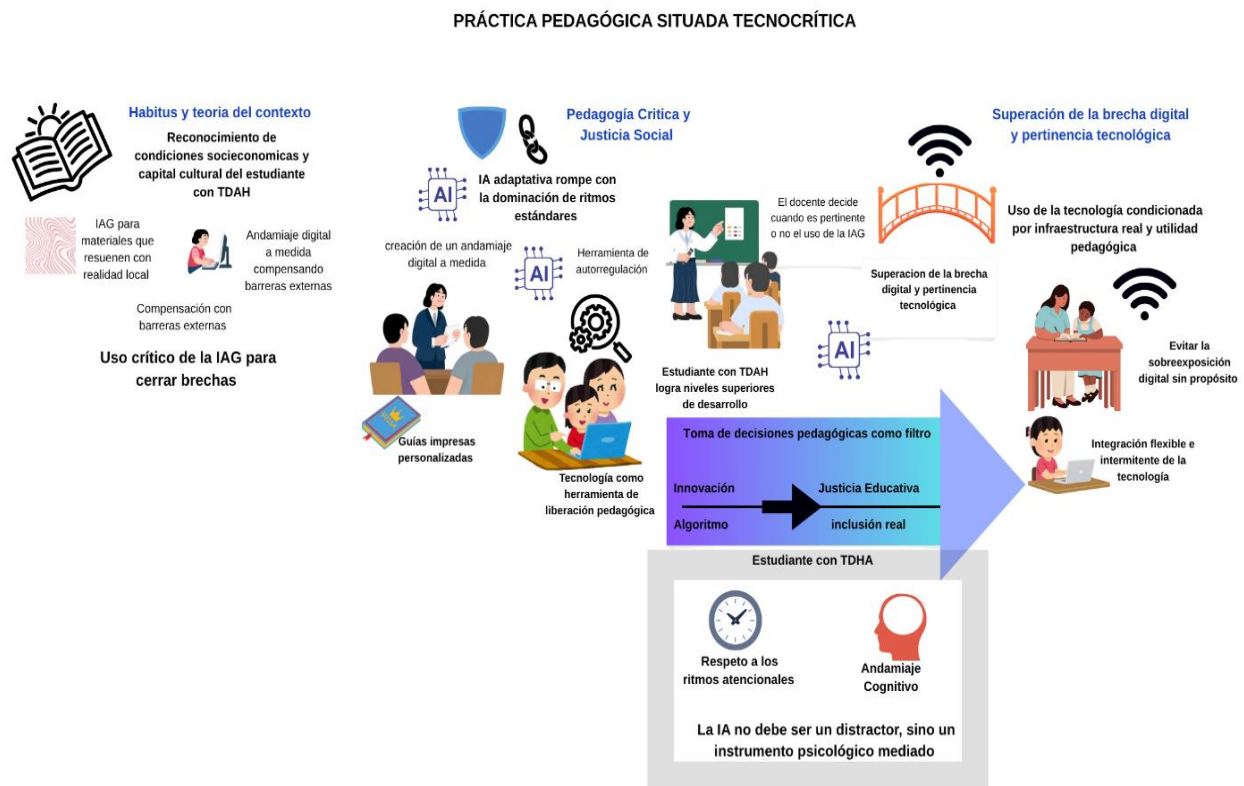 PRÁCTICA PEDAGÓGICA SITUADA TECNOCRÍTICA
Habitus y teoria del contexto
Reconocimiento de
condiciones socieconomicas y
capital cultural del estudiante
con TDAH
IAG para
materiales que
resuenen con
realidad local
Andamiaje digital
a medida
compensando
barreras externas
Compensación con
barreras externas
Uso crítico de la IAG para
cerrar brechas
Pedagogía Critica y
Justicia Social
AI
IA adaptativa rompe con
la dominación de ritmos
estándares
creación de un andamiaje
digital a medida
AI
Herramienta de
autorregulación
Guías impresas
personalizadas
Tecnología como
herramienta de
liberación pedagógica
El docente decide
cuando es pertinente
o no el uso de la IAG
Superacion de la brecha
digital y pertinencia
tecnológica
AI
Estudiante con TDAH
logra niveles superiores
de desarrollo
Toma de decisiones pedagógicas como filtro
Innovación
Justicia Educativa
Algoritmo
inclusión real
Estudiante con TDHA
Respeto a los
ritmos atencionales
Andamiaje
Cognitivo
La IA no debe ser un distractor, sino un
instrumento psicológico mediado
Superación de la brecha digital
y pertinencia tecnológica
Uso de la tecnología condicionada
por infraestructura real y utilidad
pedagógica
Evitar la
sobreexposición
digital sin propósito
Integración flexible e
intermitente de la
tecnología